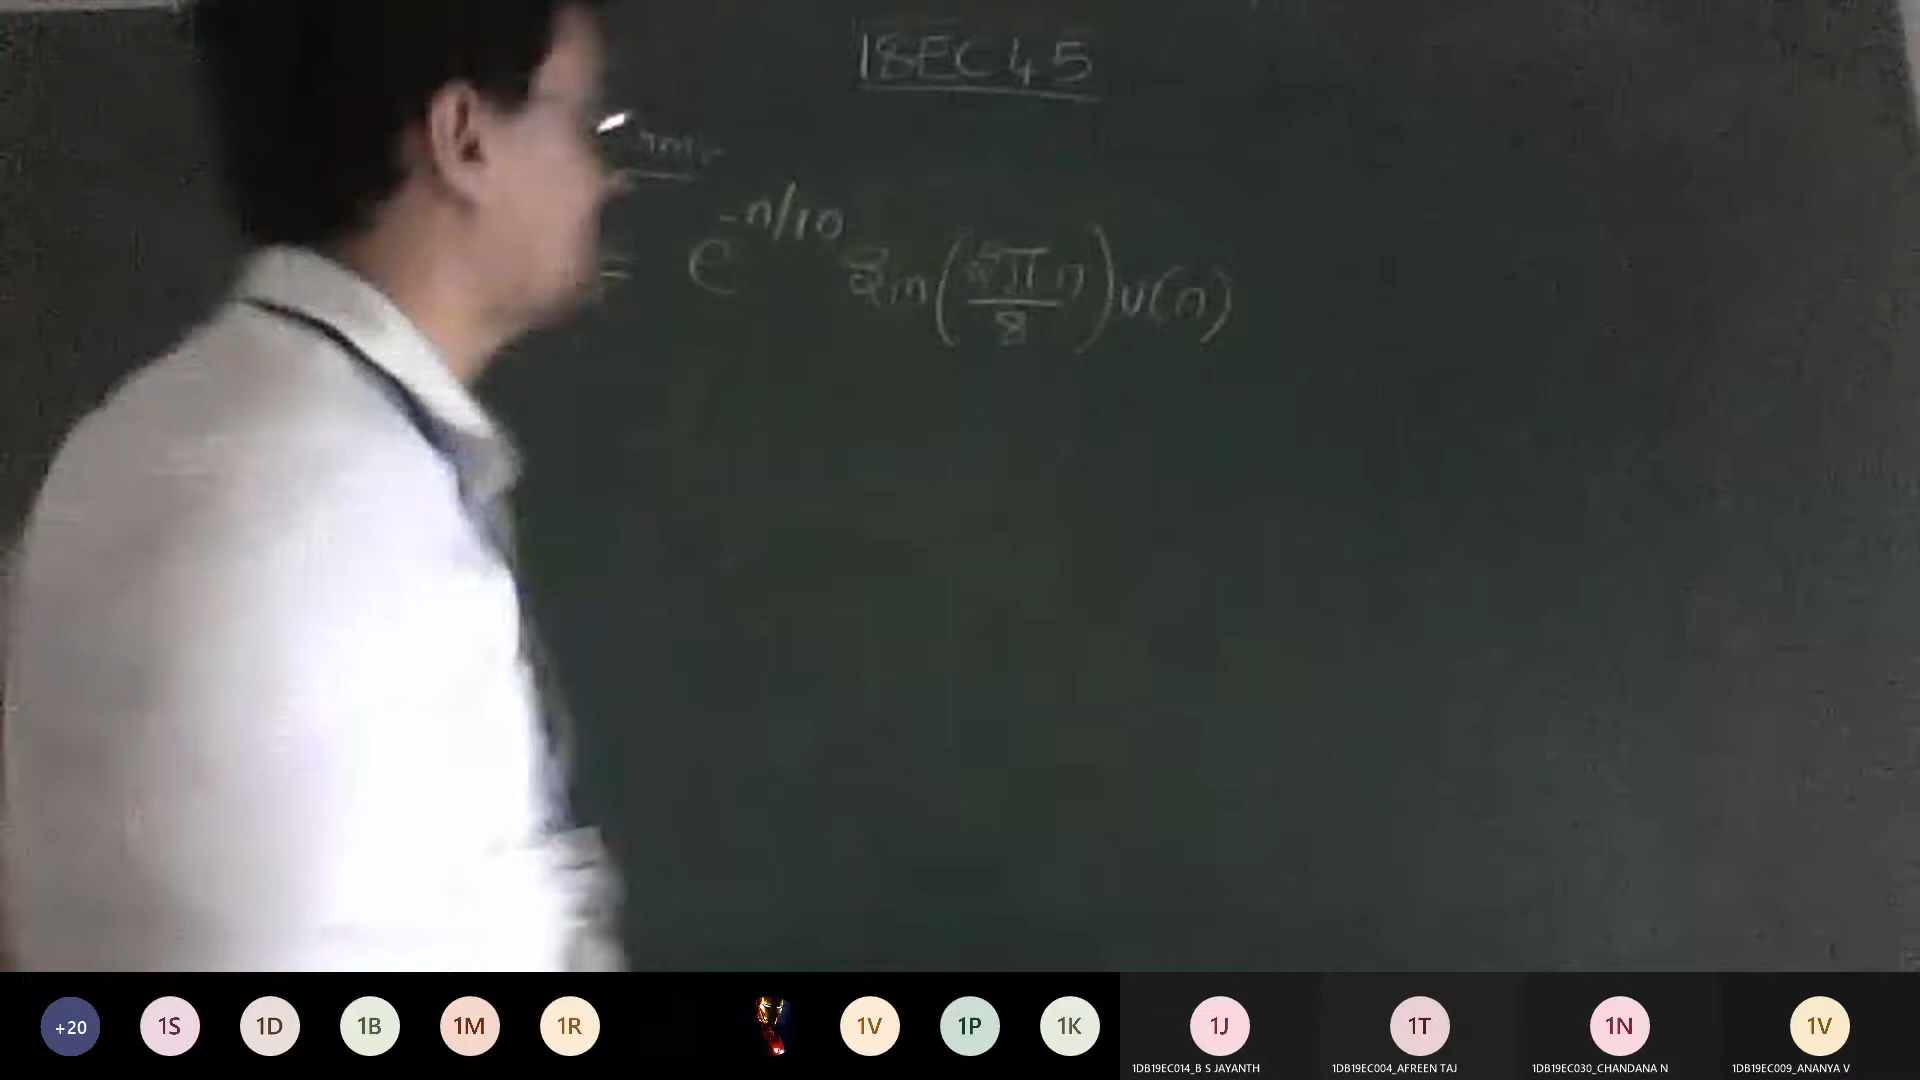 18EC45
= e^{-n/10} Sin(2πn/8)u(n)
+20 1S 1D 1B 1M 1R 1V 1P 1K 1J 1T 1N 1V
1DB19EC014_B S JAYANTH 1DB19EC004_AFREEN TAJ 1DB19EC030_CHANDANA N 1DB19EC009_ANANYA V